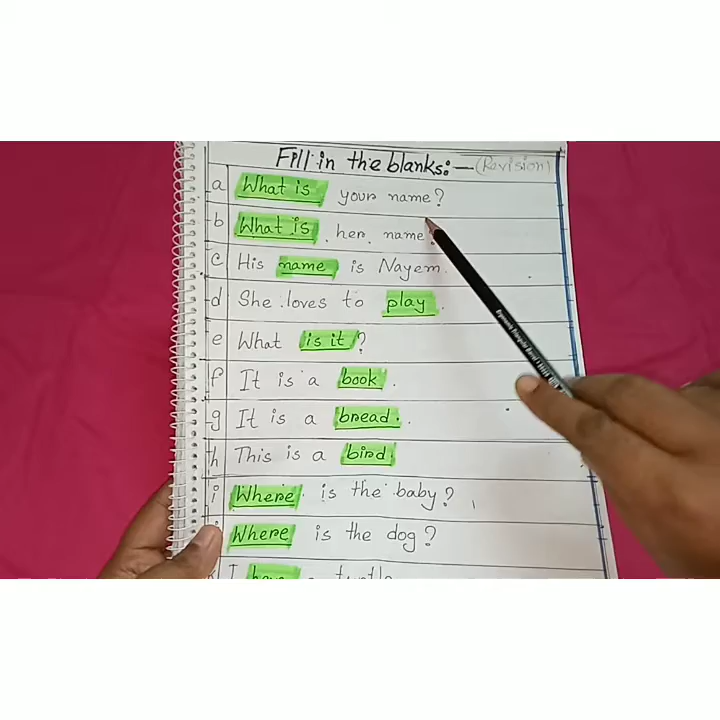 Fill in the blanks:- (Revision)
a What is your name?
b What is her name?
c His name is Nayem.
d She loves to play.
e What is it?
f It is a book.
g It is a bread.
h This is a bird.
i Where is the baby?
Where is the dog?
I have a turtle